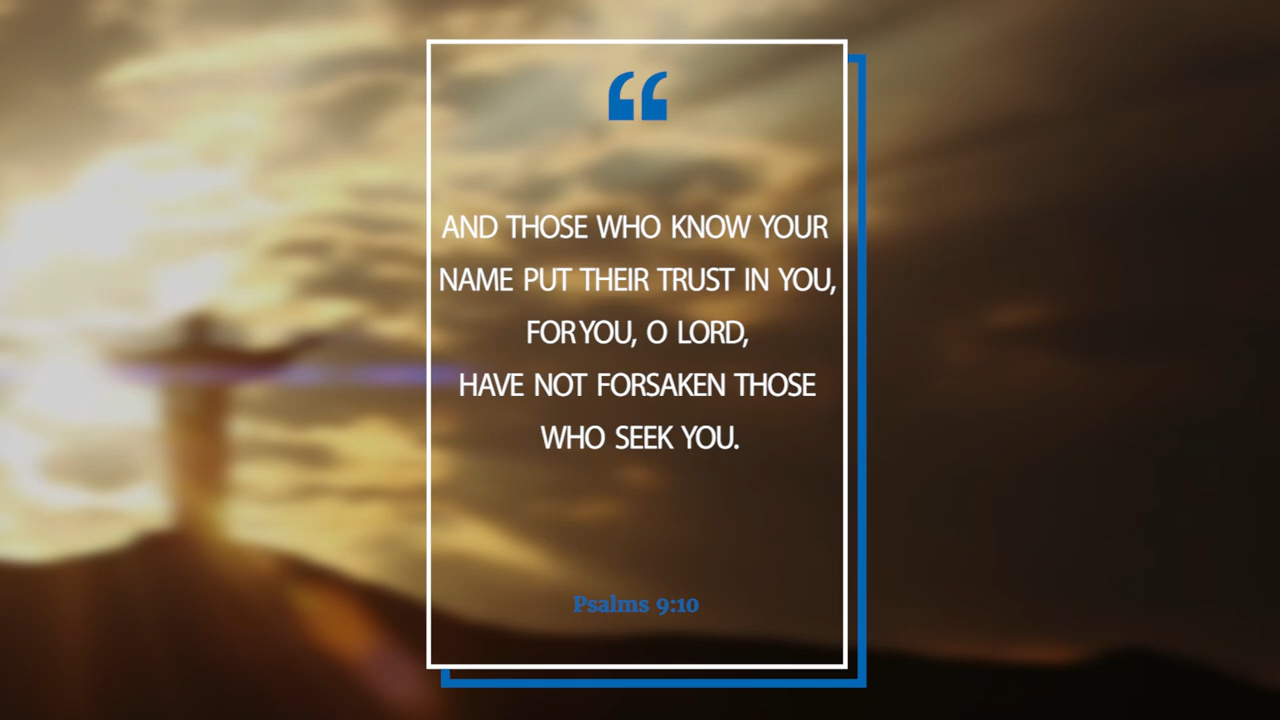 “
AND THOSE WHO KNOW YOUR
NAME PUT THEIR TRUST IN YOU,
FOR YOU, O LORD,
HAVE NOT FORSAKEN THOSE
WHO SEEK YOU.
Psalms 9:10